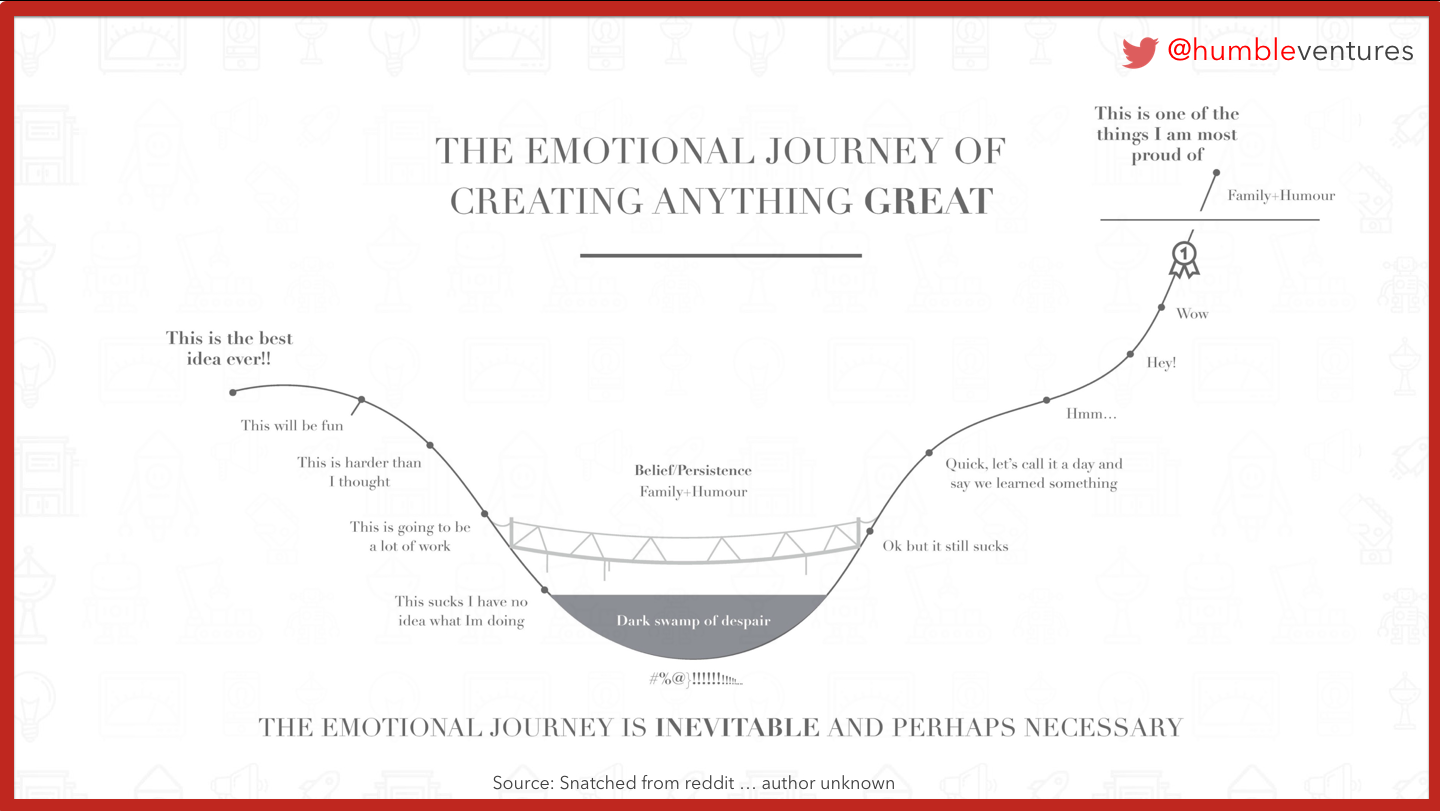 @humbleventures
THE EMOTIONAL JOURNEY OF
CREATING ANYTHING GREAT
This is one of the
things I am most
proud of
Family+Humour
1
Wow
Hey!
Hmm…
Quick, let's call it a day and
say we learned something
Ok but it still sucks
This is the best
idea ever!!
This will be fun
This is harder than
I thought
This is going to be
a lot of work
This sucks I have no
idea what Im doing
Belief/Persistence
Family+Humour
Dark swamp of despair
#%@}!!!!!!!!!!!...
THE EMOTIONAL JOURNEY IS INEVITABLE AND PERHAPS NECESSARY
Source: Snatched from reddit … author unknown